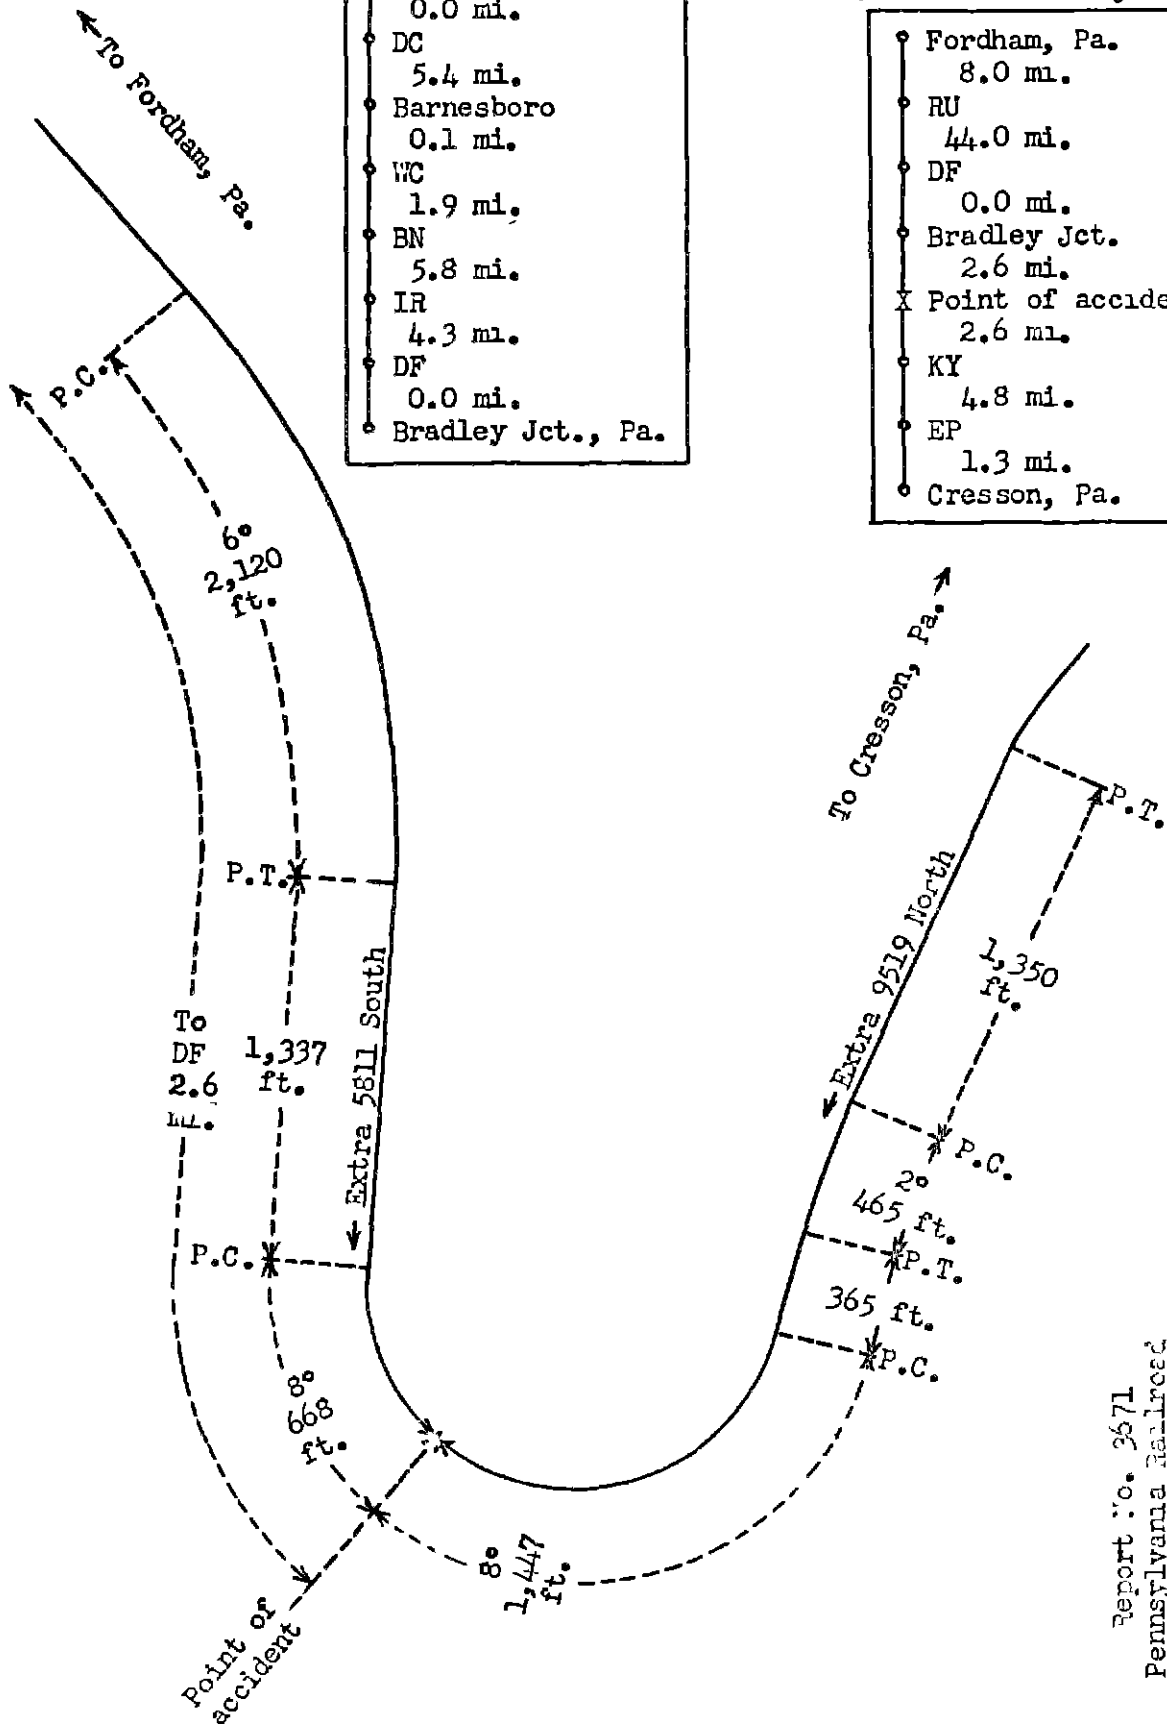 0.0 mi.
DC
5.4 mi.
Barnesboro
0.1 mi.
WC
1.9 mi.
BN
5.8 mi.
IR
4.3 mi.
DF
0.0 mi.
Bradley Jct., Pa.
Fordham, Pa.
8.0 mi.
RU
44.0 mi.
DF
0.0 mi.
Bradley Jct.
2.6 mi.
Point of accide
2.6 mi.
KY
4.8 mi.
EP
1.3 mi.
Cresson, Pa.
To Fordham, Pa.
P.C.
6°
2,120
ft.
P.T.
To
DF
2.6
1,337
ft.
Extra 5811 South
P.C.
8°
668
ft.
Point of
accident
8°
1,447
ft.
To Cresson, Pa.
P.T.
Extra 9519 North
1,350
ft.
P.C.
2°
465 ft.
P.T.
365 ft.
P.C.
Report No. 3671
Pennsylvania Railroad